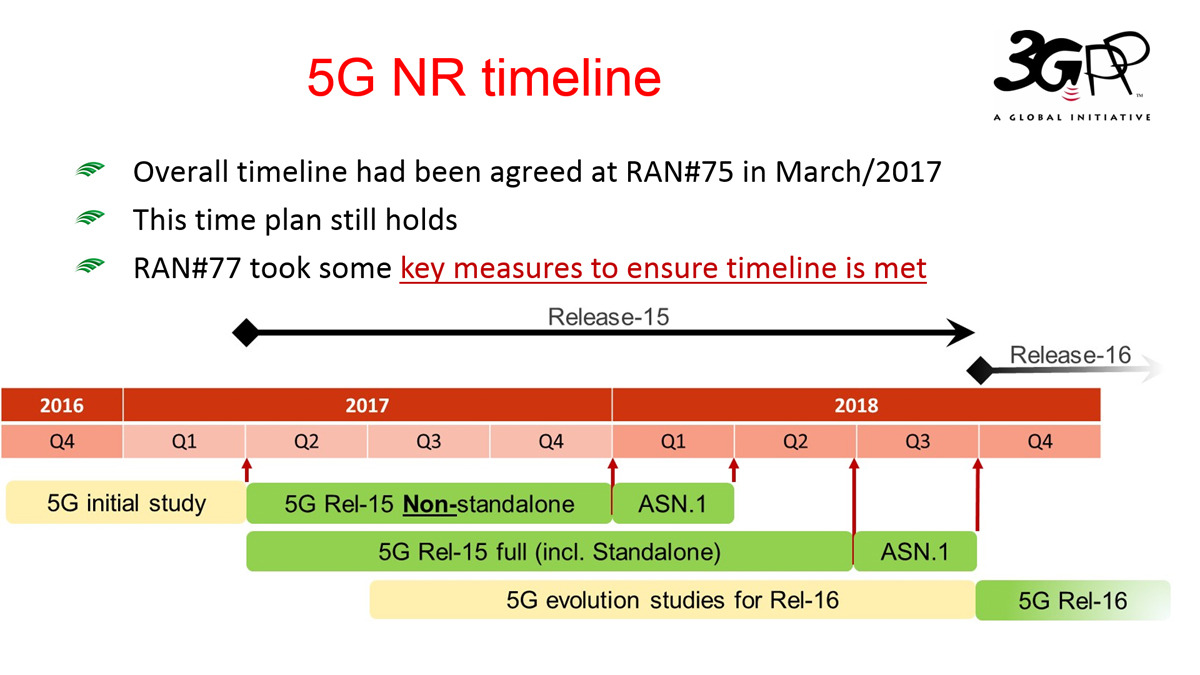 5G NR timeline
3GPP
TM
A GLOBAL INITIATIVE
Overall timeline had been agreed at RAN#75 in March/2017
This time plan still holds
RAN#77 took some key measures to ensure timeline is met
Release-15
Release-16
2016 2017 2018
Q4 Q1 Q2 Q3 Q4 Q1 Q2 Q3 Q4
5G initial study 5G Rel-15 Non-standalone ASN.1
5G Rel-15 full (incl. Standalone) ASN.1
5G evolution studies for Rel-16 5G Rel-16